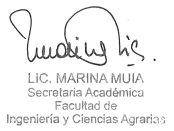 LIC. MARINA MUIA
Secretaria Académica
Facultad de
Ingeniería y Ciencias Agrarias